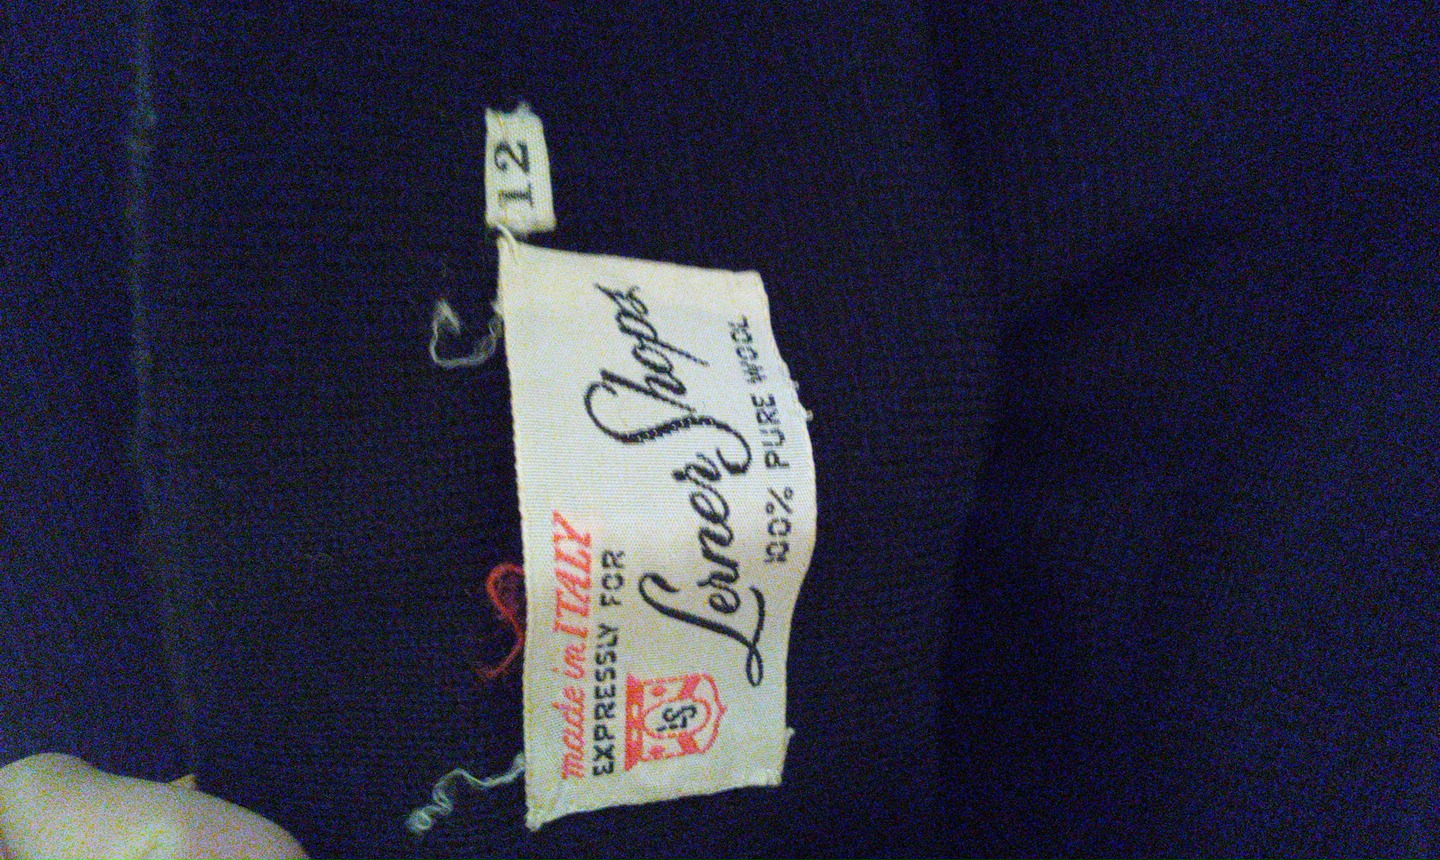 made in ITALY
EXPRESSLY FOR
LS
Lerner Shops
100% PURE WOOL
12